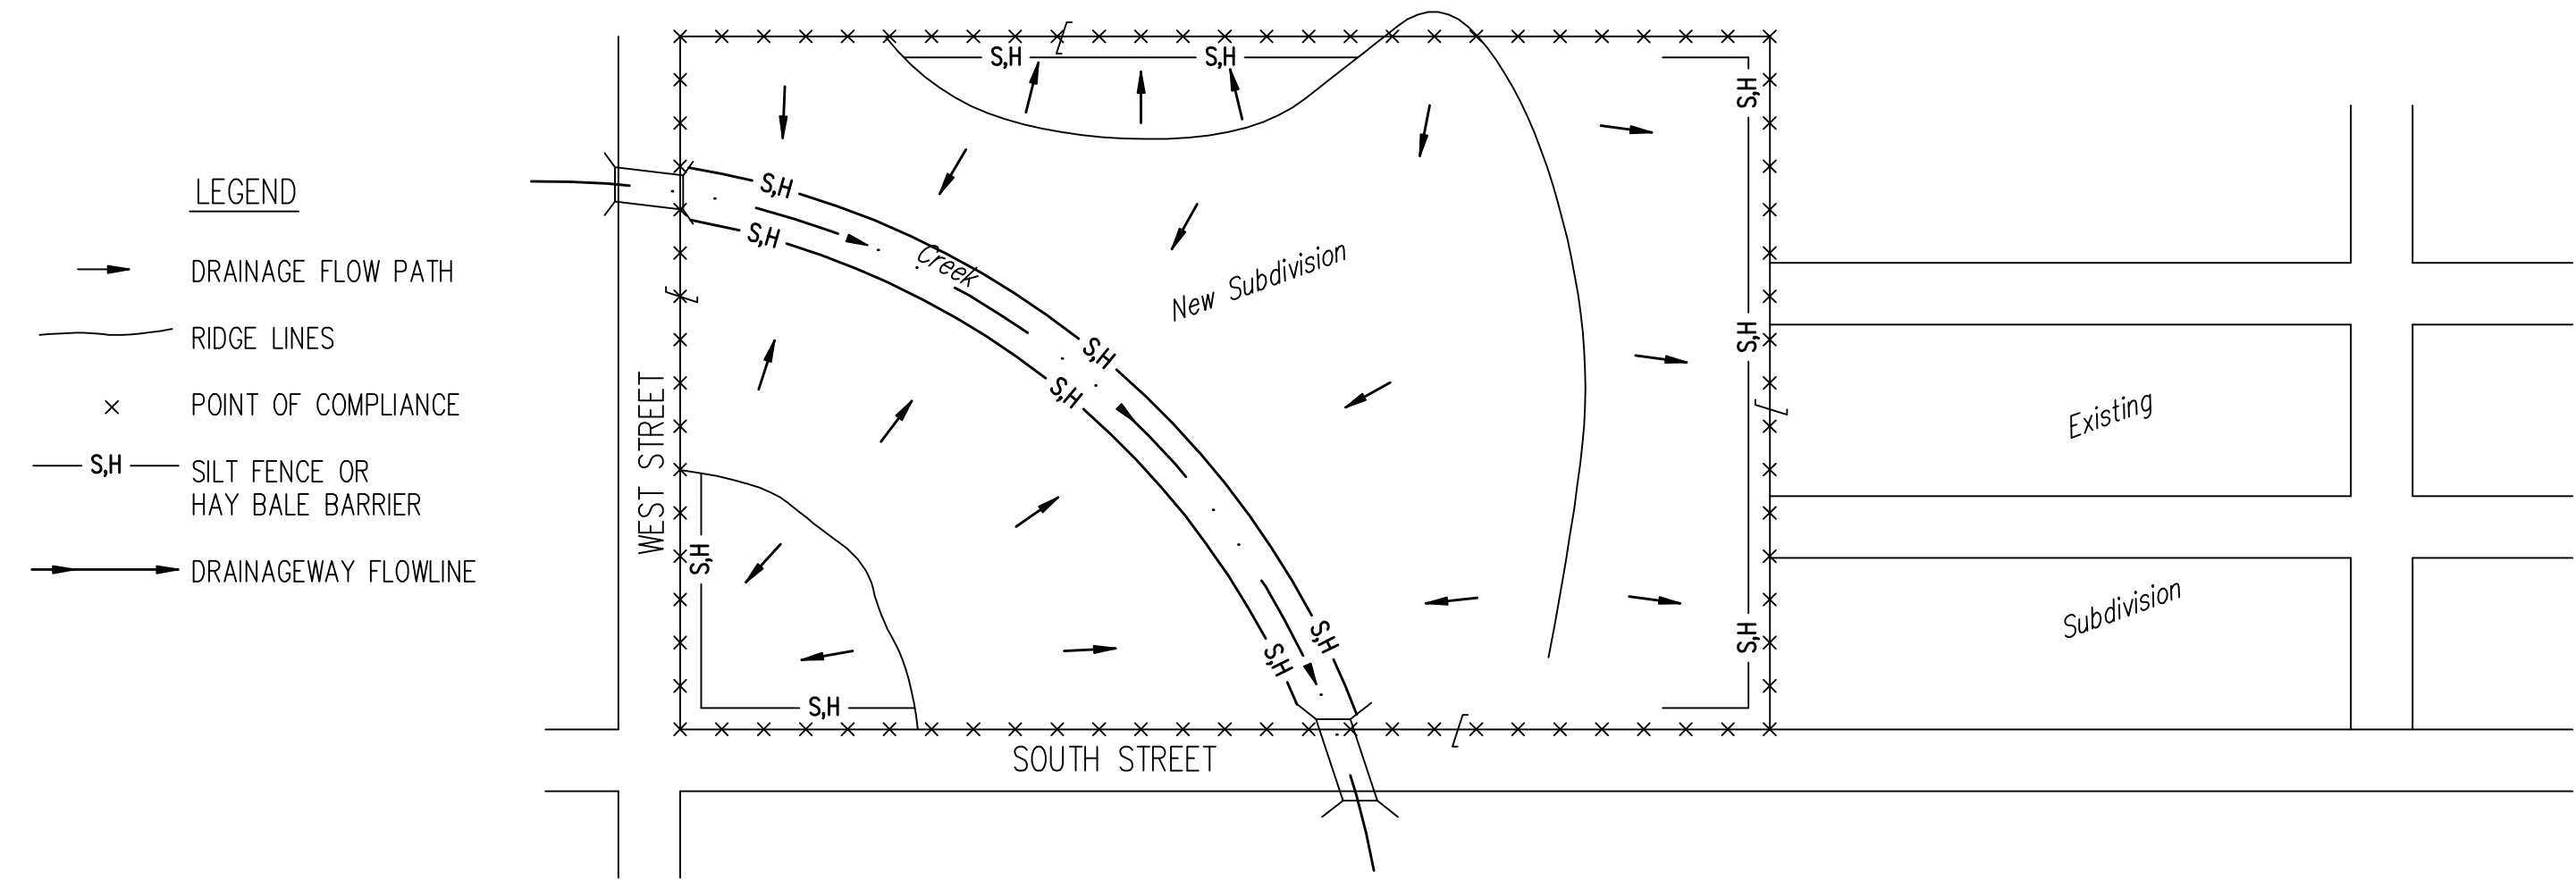 LEGEND
DRAINAGE FLOW PATH
RIDGE LINES
POINT OF COMPLIANCE
S,H
SILT FENCE OR
HAY BALE BARRIER
DRAINAGEWAY FLOWLINE
S,H
S,H
S,H
S,H
S,H
Creek
New Subdivision
S,H
S,H
S,H
WEST STREET
Existing
S,H
Subdivision
S,H
S,H
S,H
S,H
SOUTH STREET